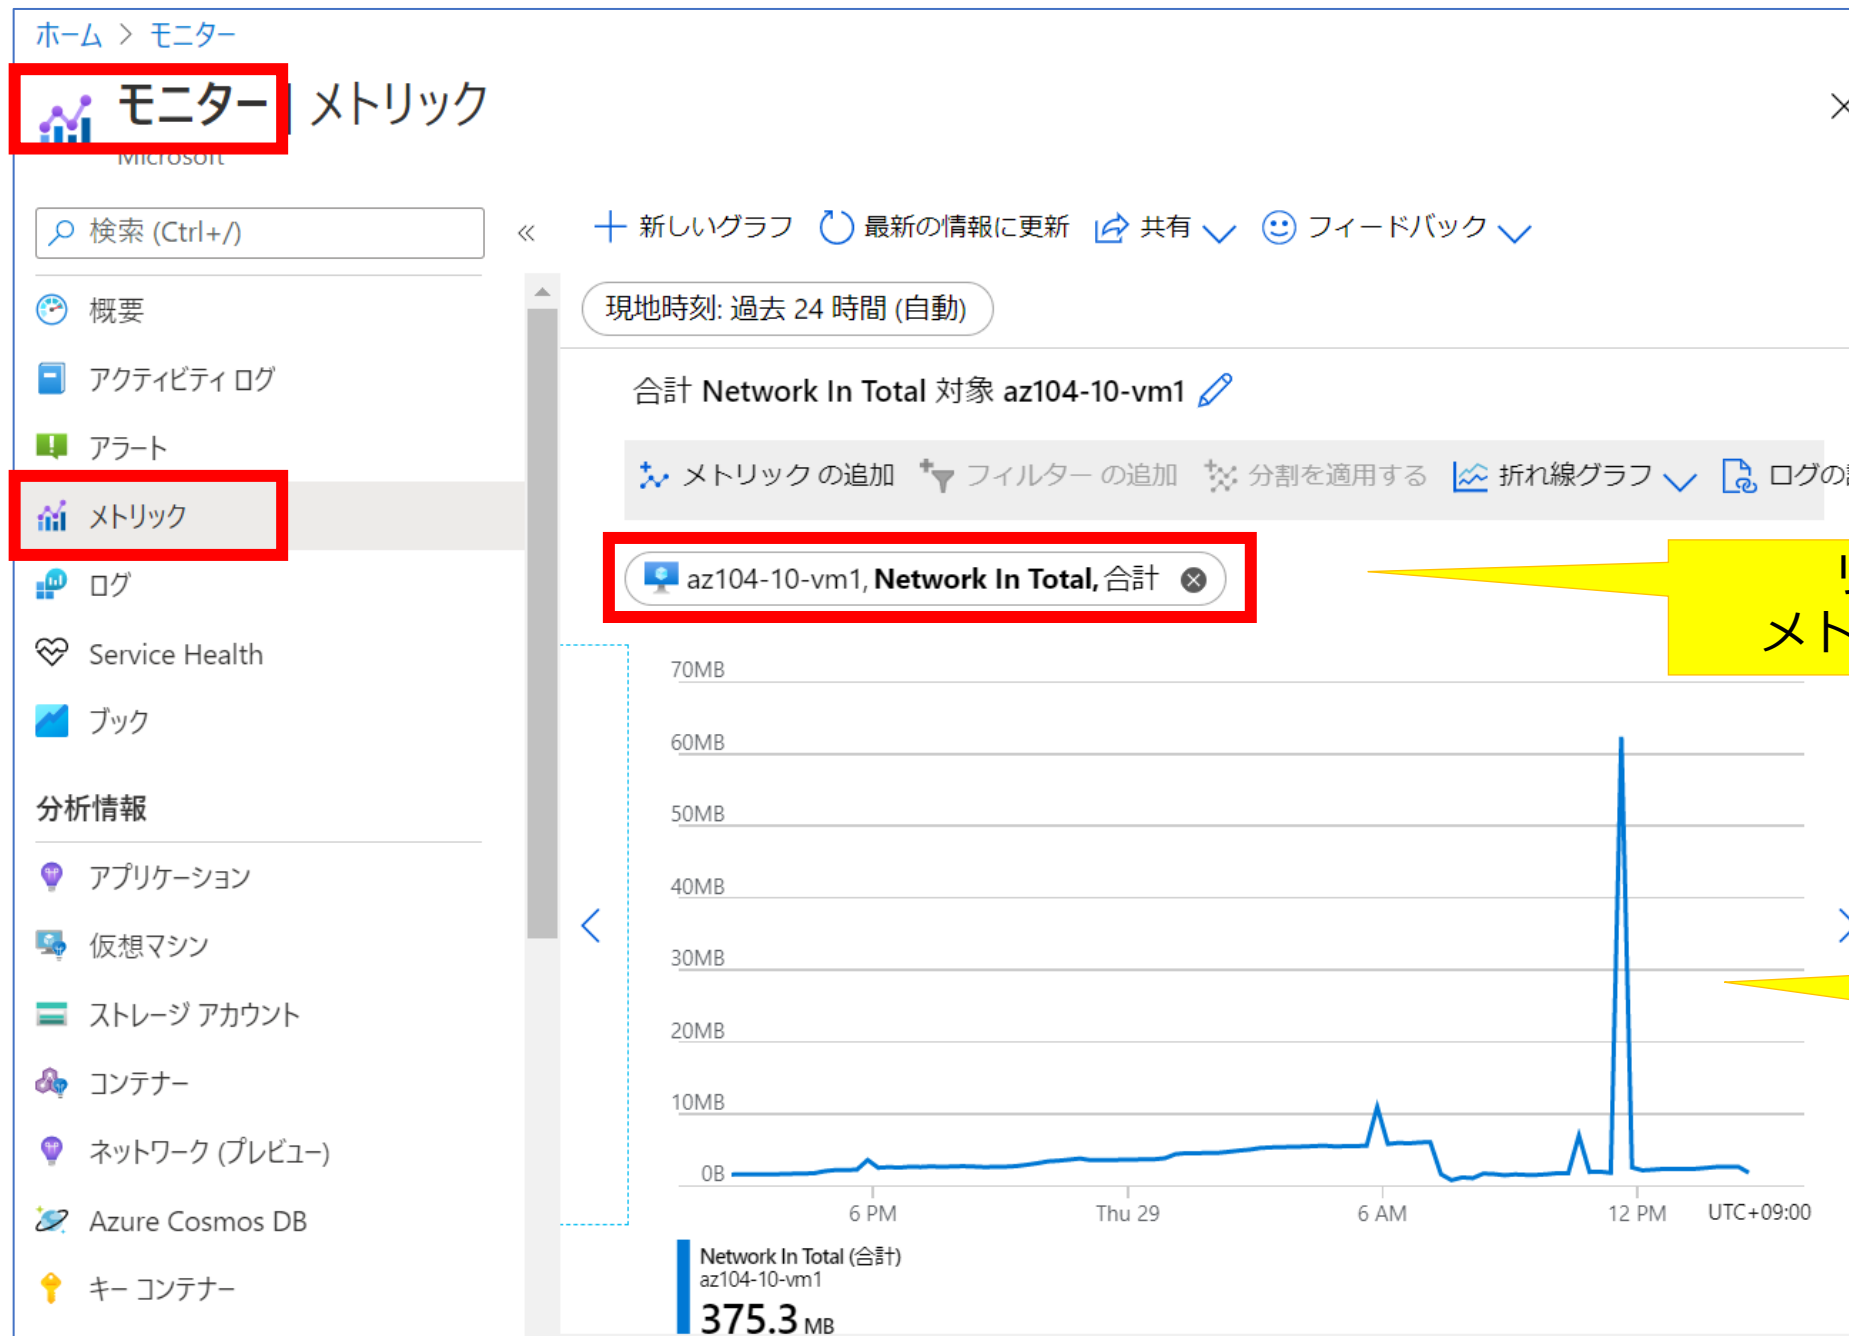 ホーム > モニター
モニター | メトリック
Microsoft
検索 (Ctrl+/)
«
新しいグラフ
最新の情報に更新
共有
フィードバック
概要
アクティビティ ログ
アラート
メトリック
ログ
Service Health
ブック
分析情報
アプリケーション
仮想マシン
ストレージ アカウント
コンテナー
ネットワーク (プレビュー)
Azure Cosmos DB
キー コンテナー
現地時刻: 過去 24 時間 (自動)
合計 Network In Total 対象 az104-10-vm1
メトリック の追加
フィルター の追加
分割を適用する
折れ線グラフ
ログの
az104-10-vm1, Network In Total, 合計
メト
70MB
60MB
50MB
40MB
30MB
20MB
10MB
0B
6 PM
Thu 29
6 AM
12 PM
UTC+09:00
Network In Total (合計)
az104-10-vm1
375.3 MB